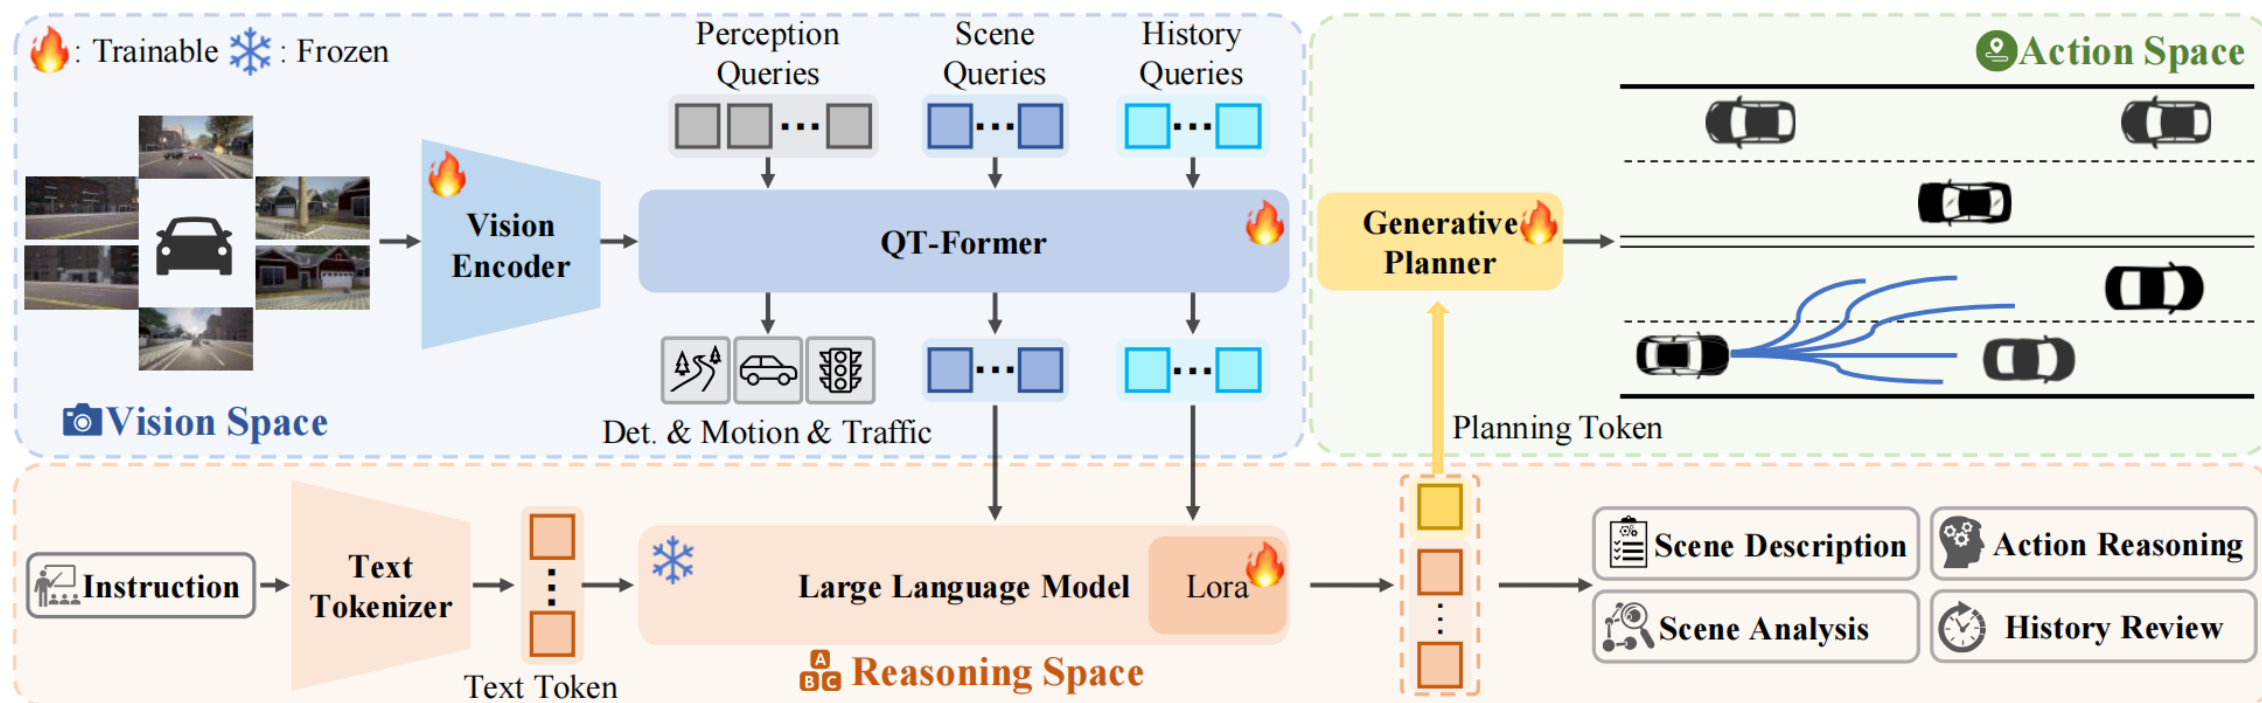 : Trainable
: Frozen
Perception
Queries
Scene
Queries
History
Queries
Vision
Encoder
QT-Former
Det. & Motion & Traffic
Vision Space
Action Space
Generative
Planner
Planning Token
Instruction
Text
Tokenizer
Text Token
Large Language Model
Lora
A
B C
Reasoning Space
Scene Description
Action Reasoning
Scene Analysis
History Review